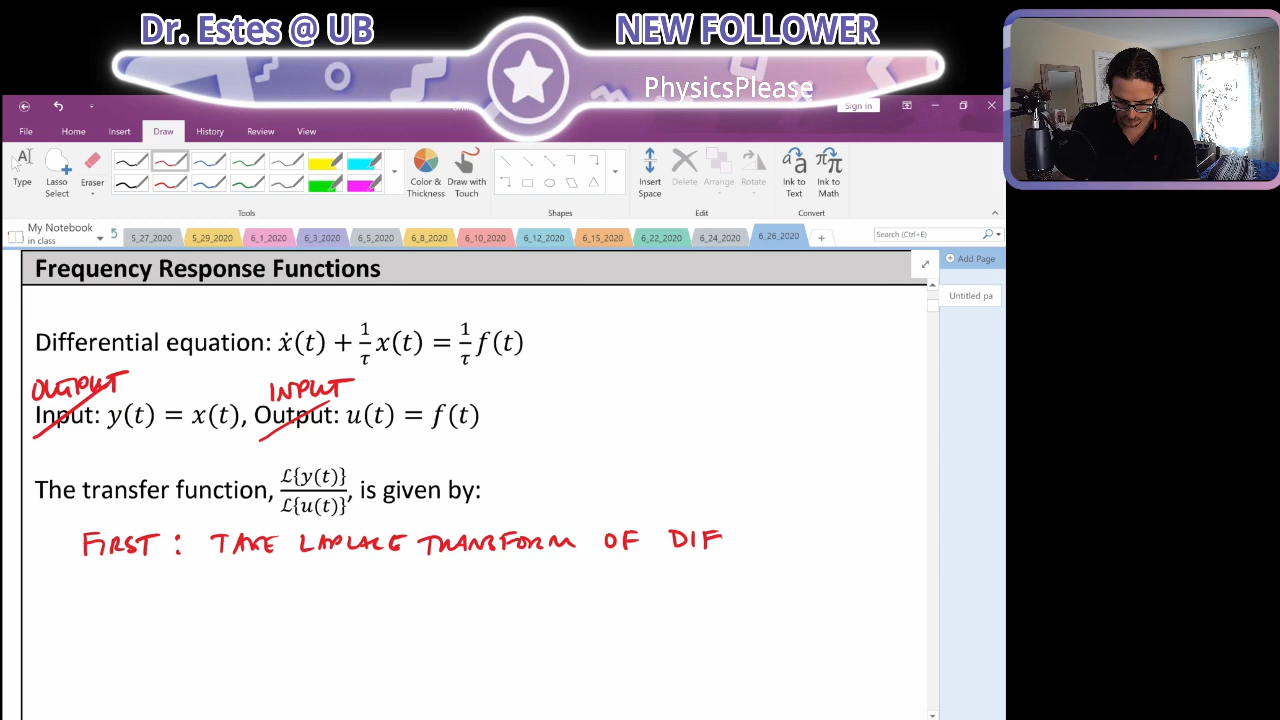 Dr. Estes @ UB
NEW FOLLOWER
PhysicsPlease
Sign in
File Home Insert Draw History Review View
Type
Lasso Select
Eraser
Color & Thickness
Draw with Touch
Insert Space
Delete
Arrange
Rotate
Ink to Text
Ink to Math
Tools
Shapes
Edit
Convert
My Notebook
in class
5_27_2020 5_29_2020 6_1_2020 6_3_2020 6_5_2020 6_8_2020 6_10_2020 6_12_2020 6_15_2020 6_22_2020 6_24_2020 6_26_2020
Search (Ctrl+E)
Add Page
Untitled pa
Frequency Response Functions
Differential equation: ẋ(t) + 1/τ x(t) = 1/τ f(t)
OUTPUT INPUT
Input: y(t) = x(t), Output: u(t) = f(t)
The transfer function, ℒ{y(t)}/ℒ{u(t)}, is given by:
FIRST: TAKE LAPLACE TRANSFORM OF DIF